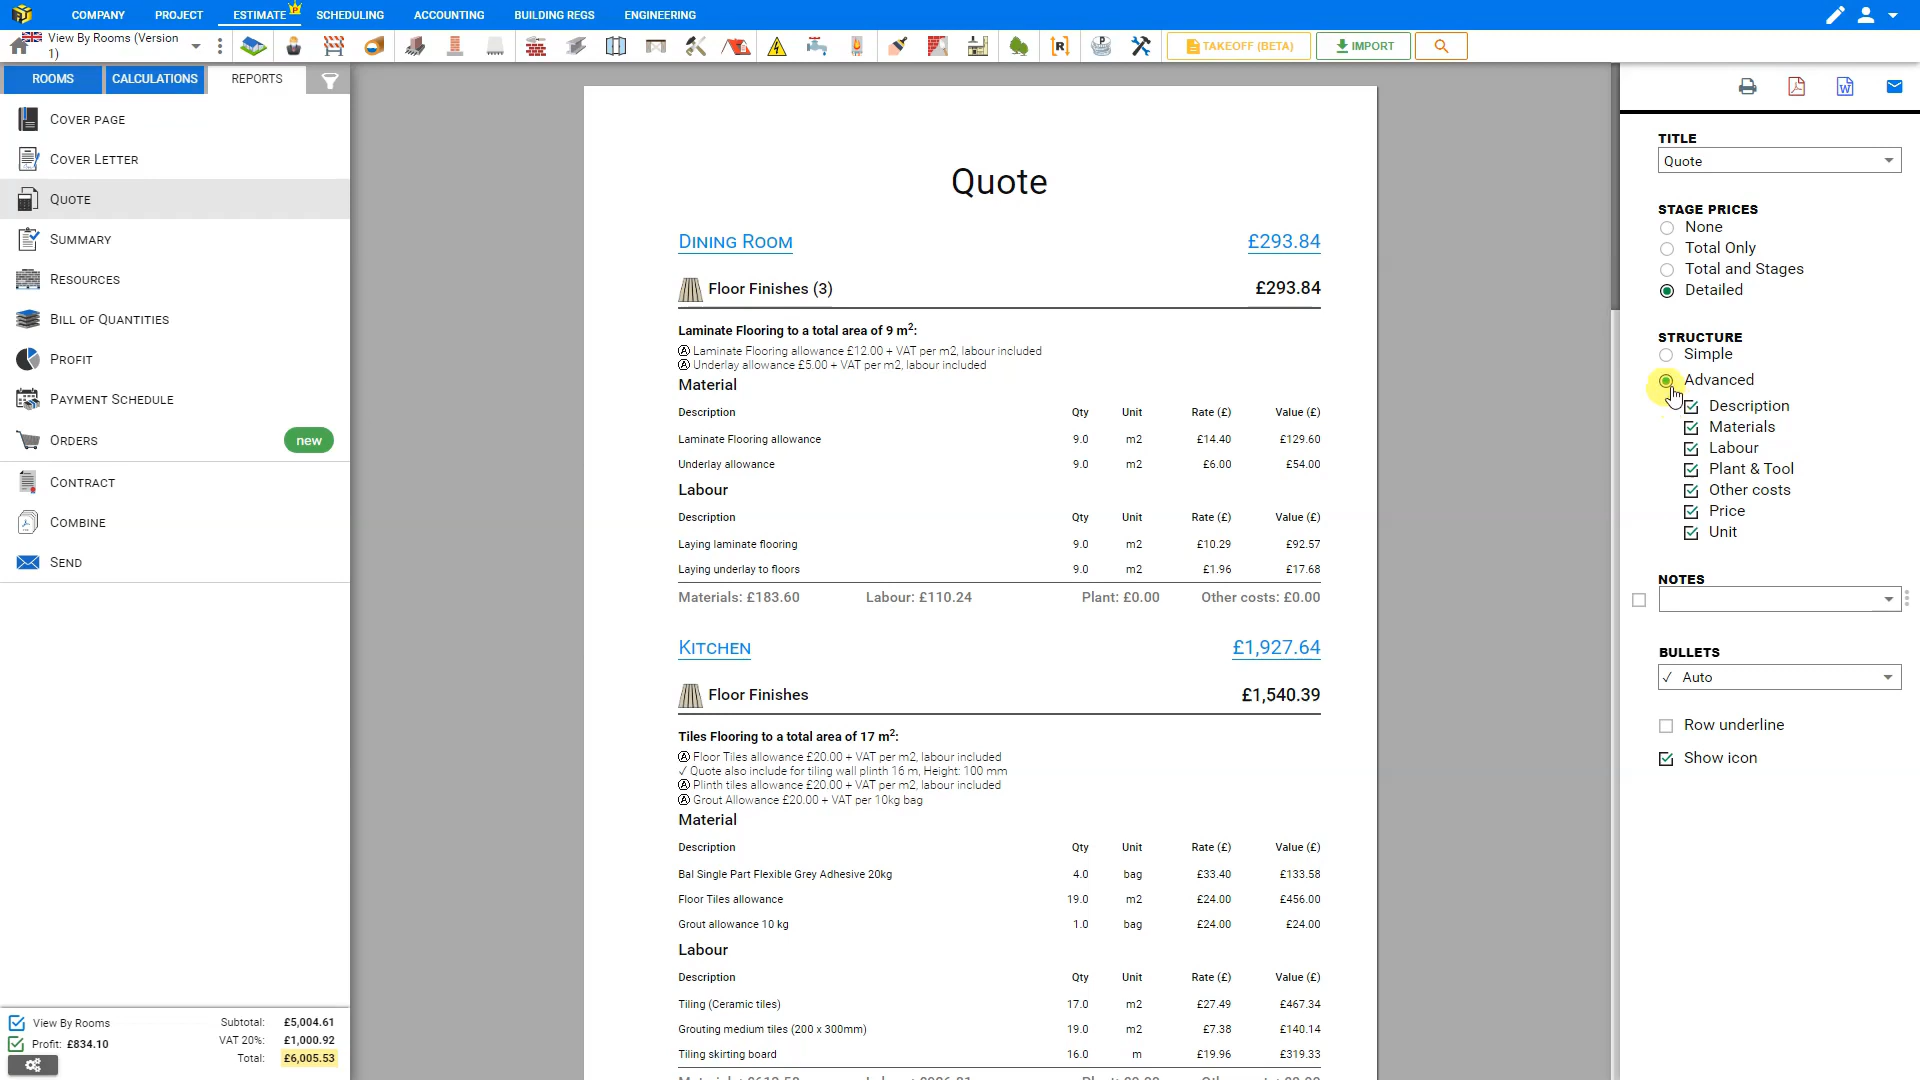 COMPANY PROJECT ESTIMATE SCHEDULING ACCOUNTING BUILDING REGS ENGINEERING
View By Rooms (Version 1)
TAKEOFF (BETA) IMPORT
ROOMS CALCULATIONS REPORTS
COVER PAGE
COVER LETTER
QUOTE
SUMMARY
RESOURCES
BILL OF QUANTITIES
PROFIT
PAYMENT SCHEDULE
ORDERS new
CONTRACT
COMBINE
SEND
View By Rooms Subtotal: £5,004.61
Profit: £834.10 VAT 20%: £1,000.92
Total: £6,005.53
Quote
DINING ROOM £293.84
Floor Finishes (3) £293.84
Laminate Flooring to a total area of 9 m²:
Ⓐ Laminate Flooring allowance £12.00 + VAT per m2, labour included
Ⓐ Underlay allowance £5.00 + VAT per m2, labour included
Material
Description Qty Unit Rate (£) Value (£)
Laminate Flooring allowance 9.0 m2 £14.40 £129.60
Underlay allowance 9.0 m2 £6.00 £54.00
Labour
Description Qty Unit Rate (£) Value (£)
Laying laminate flooring 9.0 m2 £10.29 £92.57
Laying underlay to floors 9.0 m2 £1.96 £17.68
Materials: £183.60 Labour: £110.24 Plant: £0.00 Other costs: £0.00
KITCHEN £1,927.64
Floor Finishes £1,540.39
Tiles Flooring to a total area of 17 m²:
Ⓐ Floor Tiles allowance £20.00 + VAT per m2, labour included
✓ Quote also include for tiling wall plinth 16 m, Height: 100 mm
Ⓐ Plinth tiles allowance £20.00 + VAT per m2, labour included
Ⓐ Grout Allowance £20.00 + VAT per 10kg bag
Material
Description Qty Unit Rate (£) Value (£)
Bal Single Part Flexible Grey Adhesive 20kg 4.0 bag £33.40 £133.58
Floor Tiles allowance 19.0 m2 £24.00 £456.00
Grout allowance 10 kg 1.0 bag £24.00 £24.00
Labour
Description Qty Unit Rate (£) Value (£)
Tiling (Ceramic tiles) 17.0 m2 £27.49 £467.34
Grouting medium tiles (200 x 300mm) 19.0 m2 £7.38 £140.14
Tiling skirting board 16.0 m £19.96 £319.33
TITLE
Quote
STAGE PRICES
None
Total Only
Total and Stages
Detailed
STRUCTURE
Simple
Advanced
Description
Materials
Labour
Plant & Tool
Other costs
Price
Unit
NOTES
BULLETS
✓ Auto
Row underline
Show icon